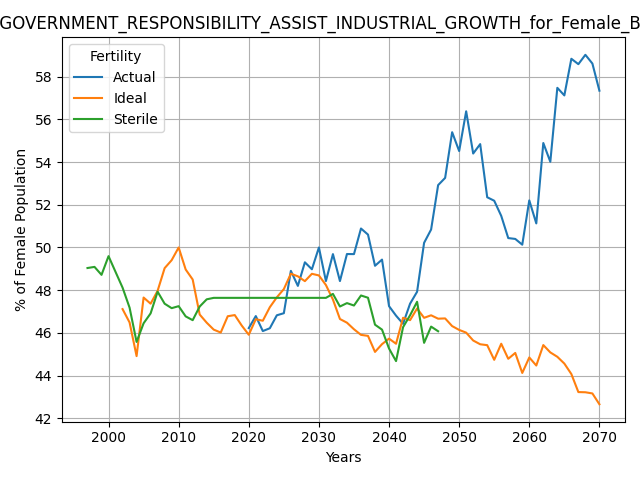 GOVERNMENT_RESPONSIBILITY_ASSIST_INDUSTRIAL_GROWTH_for_Female_B
Fertility
Actual
Ideal
Sterile
% of Female Population
58
56
54
52
50
48
46
44
42
2000
2010
2020
2030
2040
2050
2060
2070
Years